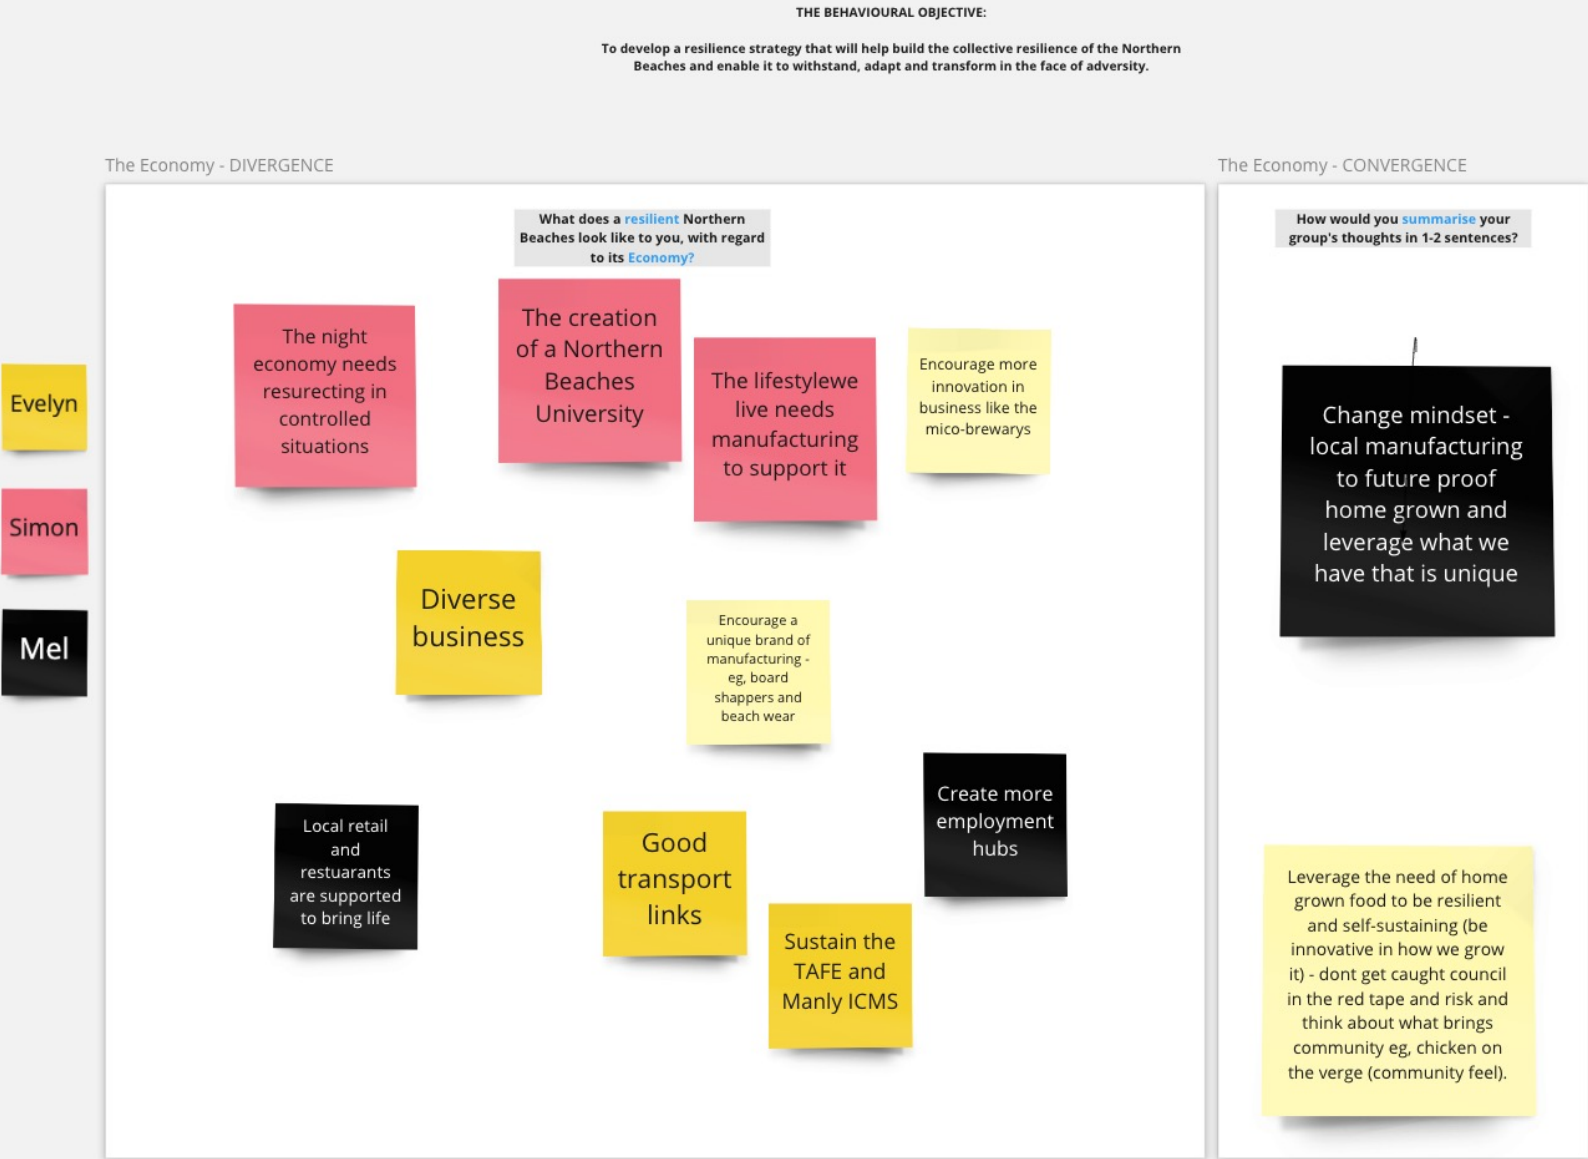 THE BEHAVIOURAL OBJECTIVE:
To develop a resilience strategy that will help build the collective resilience of the Northern
Beaches and enable it to withstand, adapt and transform in the face of adversity.
The Economy - DIVERGENCE
What does a resilient Northern
Beaches look like to you, with regard
to its Economy?
Evelyn
Simon
Mel
The night
economy needs
resurecting in
controlled
situations
The creation
of a Northern
Beaches
University
The lifestylewe
live needs
manufacturing
to support it
Encourage more
innovation in
business like the
mico-brewarys
Diverse
business
Encourage a
unique brand of
manufacturing -
eg, board
shappers and
beach wear
Local retail
and
restuarants
are supported
to bring life
Good
transport
links
Create more
employment
hubs
Sustain the
TAFE and
Manly ICMS
The Economy - CONVERGENCE
How would you summarise your
group's thoughts in 1-2 sentences?
Change mindset -
local manufacturing
to future proof
home grown and
leverage what we
have that is unique
Leverage the need of home
grown food to be resilient
and self-sustaining (be
innovative in how we grow
it) - dont get caught council
in the red tape and risk and
think about what brings
community eg, chicken on
the verge (community feel).